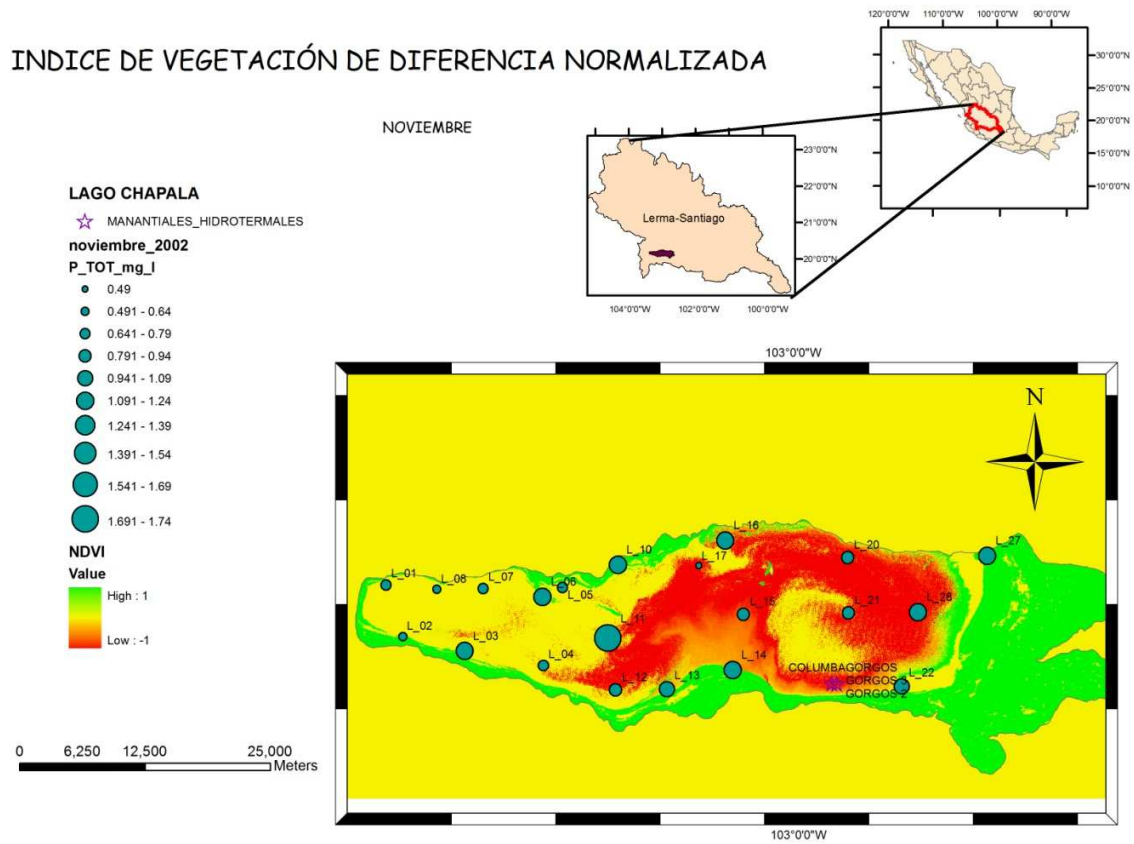 INDICE DE VEGETACIÓN DE DIFERENCIA NORMALIZADA
NOVIEMBRE
120°0'0"W 110°0'0"W 100°0'0"W 90°0'0"W
30°0'0"N
25°0'0"N
20°0'0"N
15°0'0"N
10°0'0"N
23°0'0"N
22°0'0"N
21°0'0"N
20°0'0"N
Lerma-Santiago
104°0'0"W 102°0'0"W 100°0'0"W
LAGO CHAPALA
MANANTIALES_HIDROTERMALES
noviembre_2002
P_TOT_mg_l
0.49
0.491 - 0.64
0.641 - 0.79
0.791 - 0.94
0.941 - 1.09
1.091 - 1.24
1.241 - 1.39
1.391 - 1.54
1.541 - 1.69
1.691 - 1.74
NDVI
Value
High : 1
Low : -1
0 6,250 12,500 25,000
Meters
103°0'0"W
N
L_16
L_27
L_10
L_17
L_20
L_01
L_08
L_07
L_06
L_05
L_15
L_21
L_28
L_02
L_11
L_03
L_04
L_14
COLUMBAGORGOS
L_22
L_12
L_13
GORGOS 2
103°0'0"W